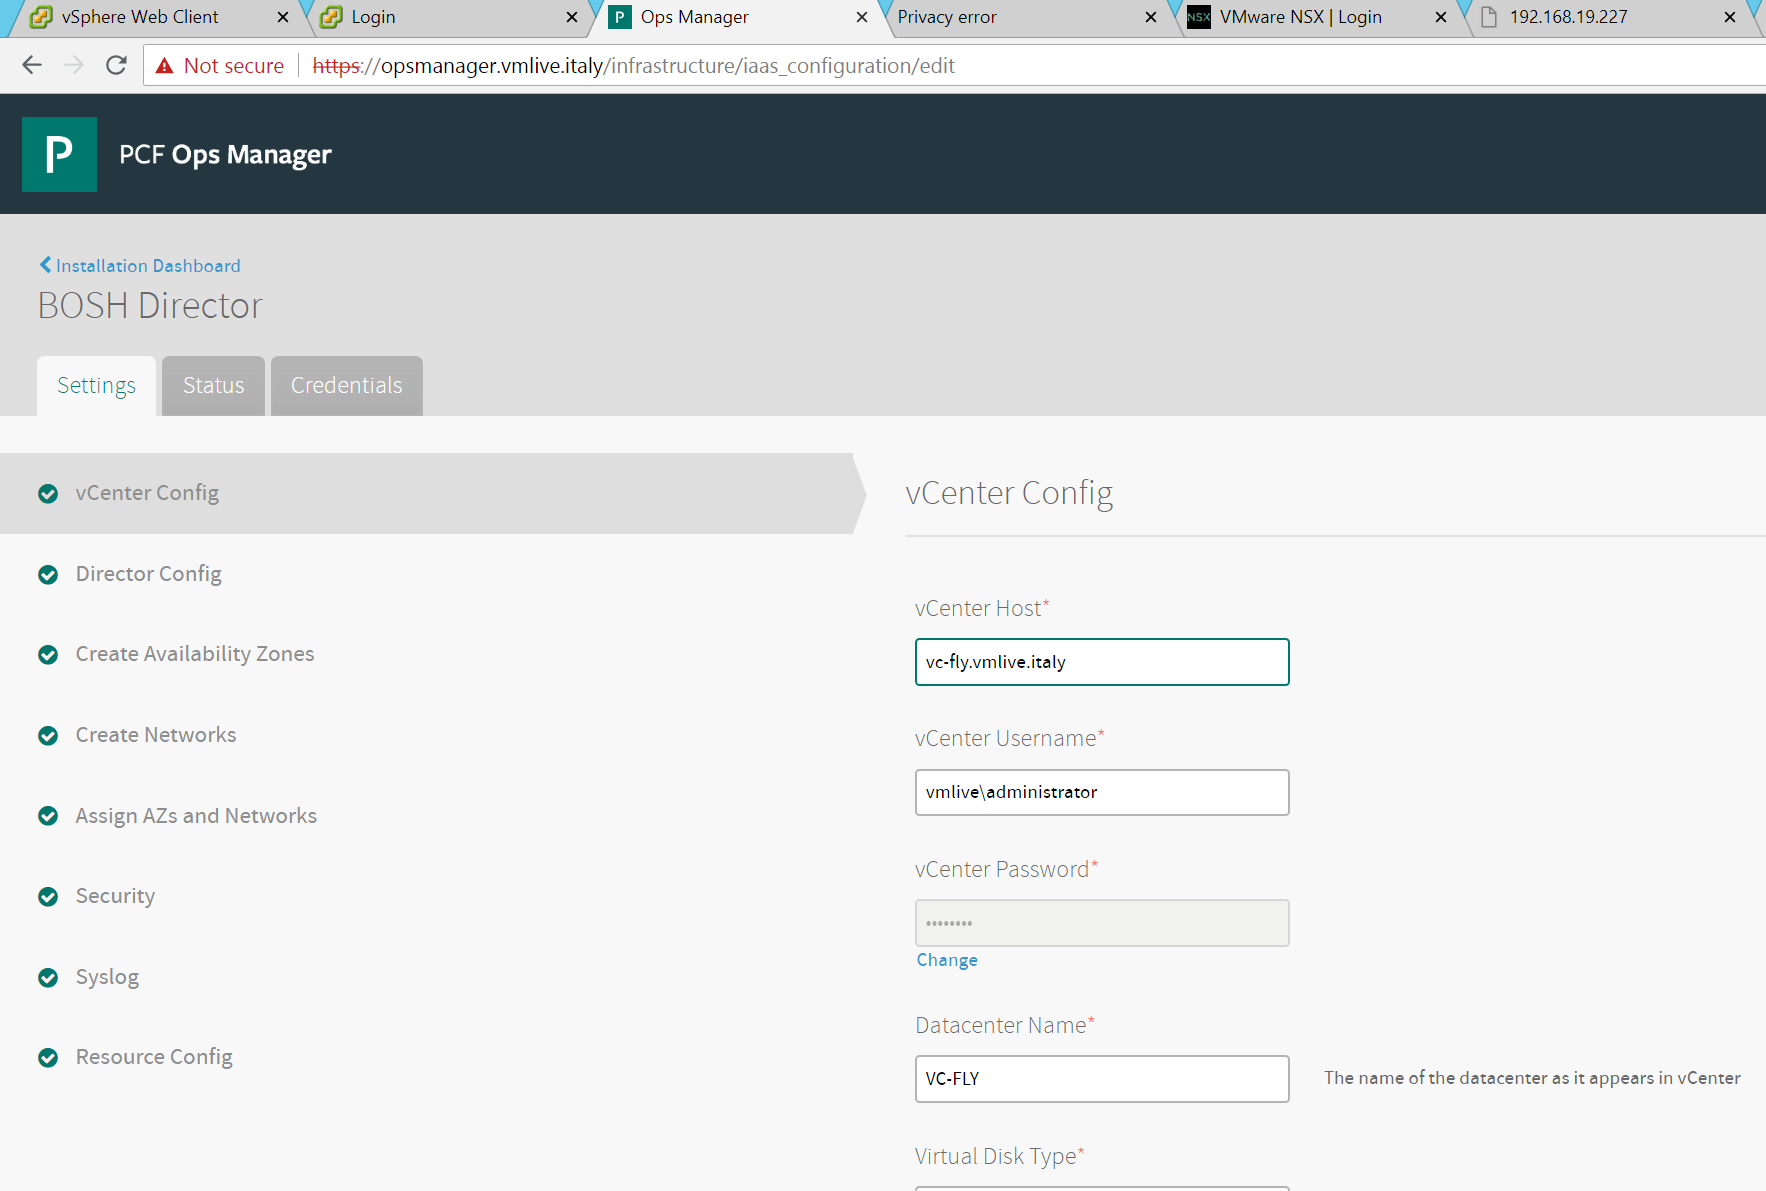 vSphere Web Client
Login
P Ops Manager
Privacy error
NSX VMware NSX | Login
192.168.19.227
Not secure https://opsmanager.vmlive.italy/infrastructure/iaas_configuration/edit
P PCF Ops Manager
Installation Dashboard
BOSH Director
Settings
Status
Credentials
vCenter Config
Director Config
Create Availability Zones
Create Networks
Assign AZs and Networks
Security
Syslog
Resource Config
vCenter Config
vCenter Host*
vc-fly.vmlive.italy
vCenter Username*
vmlive\administrator
vCenter Password*
••••••••
Change
Datacenter Name*
VC-FLY
The name of the datacenter as it appears in vCenter
Virtual Disk Type*